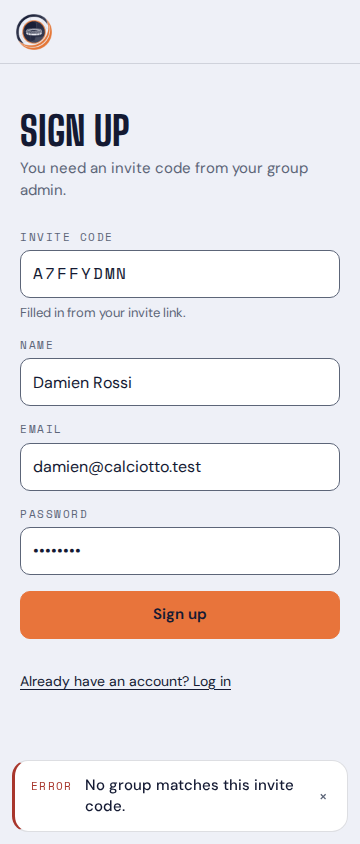 SIGN UP
You need an invite code from your group
admin.
INVITE CODE
A7FFYDMN
Filled in from your invite link.
NAME
Damien Rossi
EMAIL
damien@calciotto.test
PASSWORD
••••••••
Sign up
Already have an account? Log in
ERROR No group matches this invite
code.
×